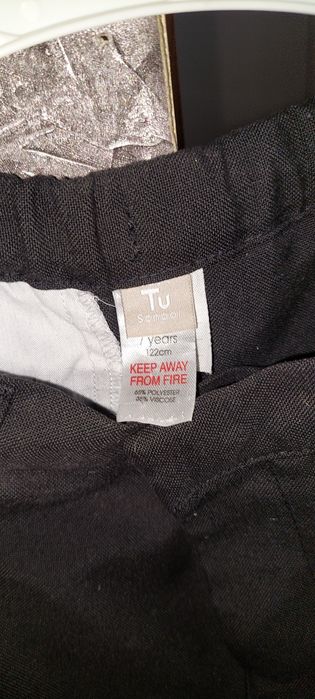 Tu
School
7 years
122cm
KEEP AWAY
FROM FIRE
65% POLYESTER
35% VISCOSE